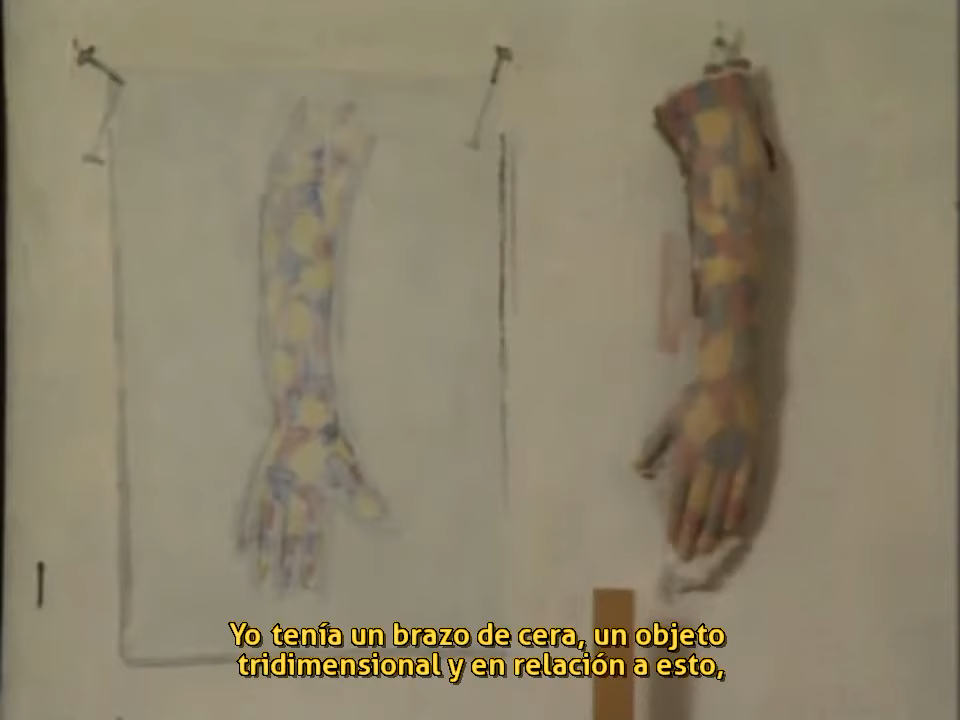 Yo tenía un brazo de cera, un objeto
tridimensional y en relación a esto,